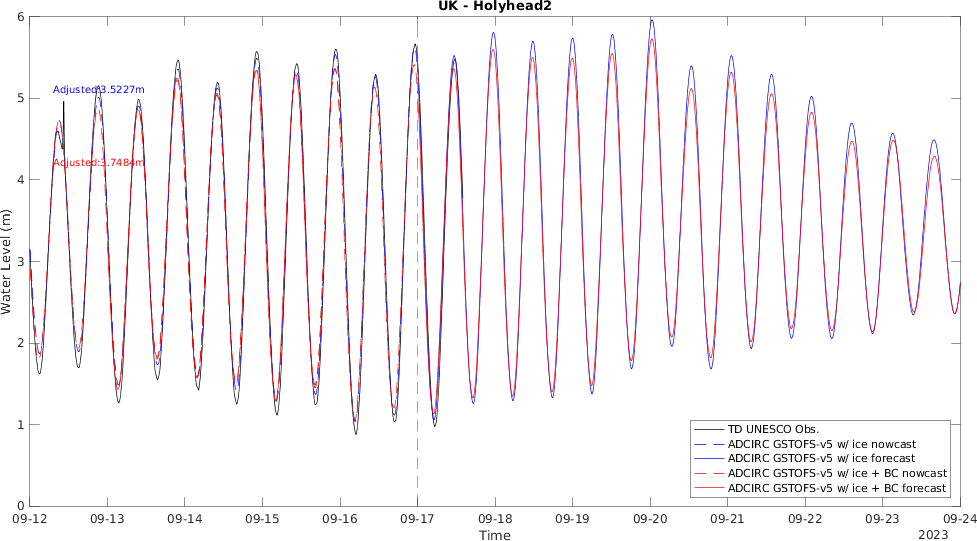 UK - Holyhead2
6
5
4
3
2
1
0
Water Level (m)
Adjusted:3.5227m
Adjusted:3.7484m
TD UNESCO Obs.
ADCIRC GSTOFS-v5 w/ ice nowcast
ADCIRC GSTOFS-v5 w/ ice forecast
ADCIRC GSTOFS-v5 w/ ice + BC nowcast
ADCIRC GSTOFS-v5 w/ ice + BC forecast
09-12 09-13 09-14 09-15 09-16 09-17 09-18 09-19 09-20 09-21 09-22 09-23 09-24
Time
2023